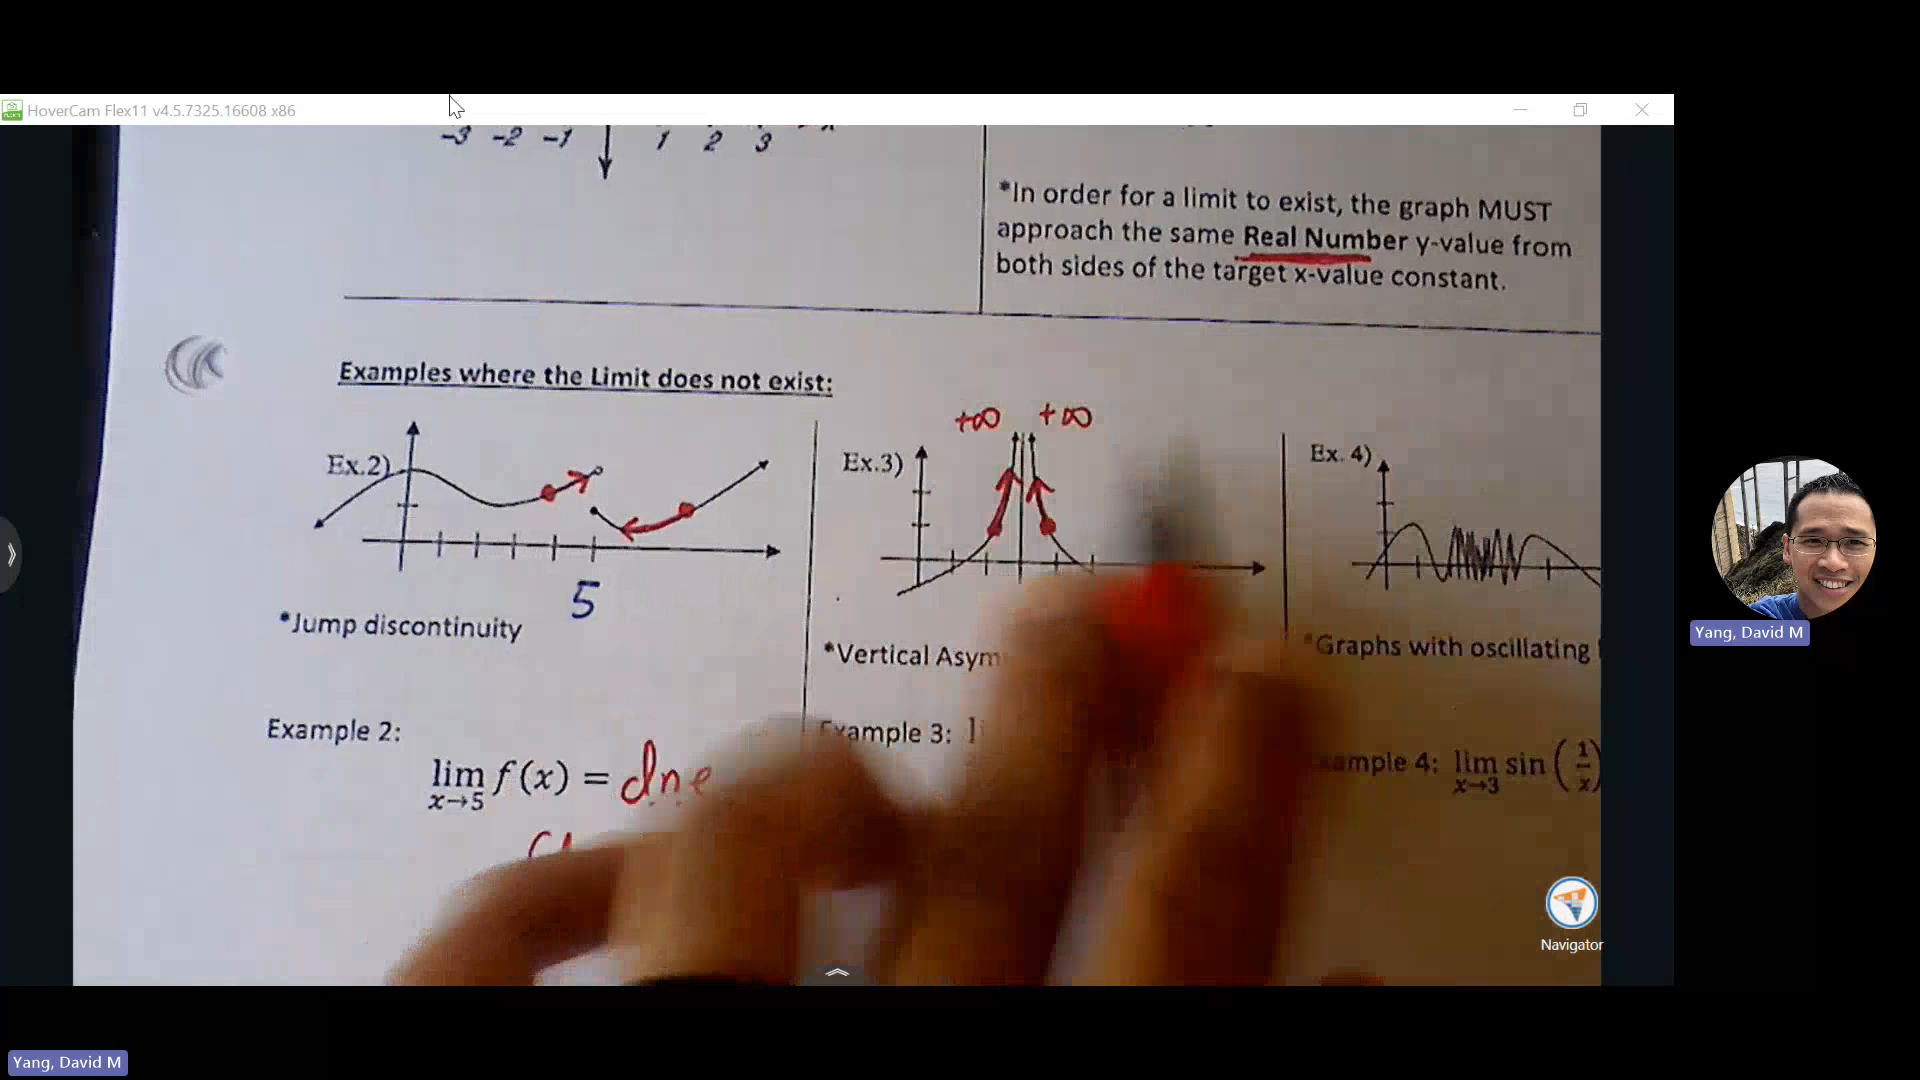 HoverCam Flex11 v4.5.7325.16608 x86
-3 -2 -1 1 2 3
*In order for a limit to exist, the graph MUST
approach the same Real Number y-value from
both sides of the target x-value constant.
Examples where the Limit does not exist:
+∞ +∞
Ex.2)
Ex.3)
Ex. 4)
5
*Jump discontinuity
*Vertical Asym
*Graphs with oscillating
Example 2:
lim f(x) = dne
x→5
Example 3:
ample 4: lim sin (1/x)
x→3
Navigator
Yang, David M
Yang, David M